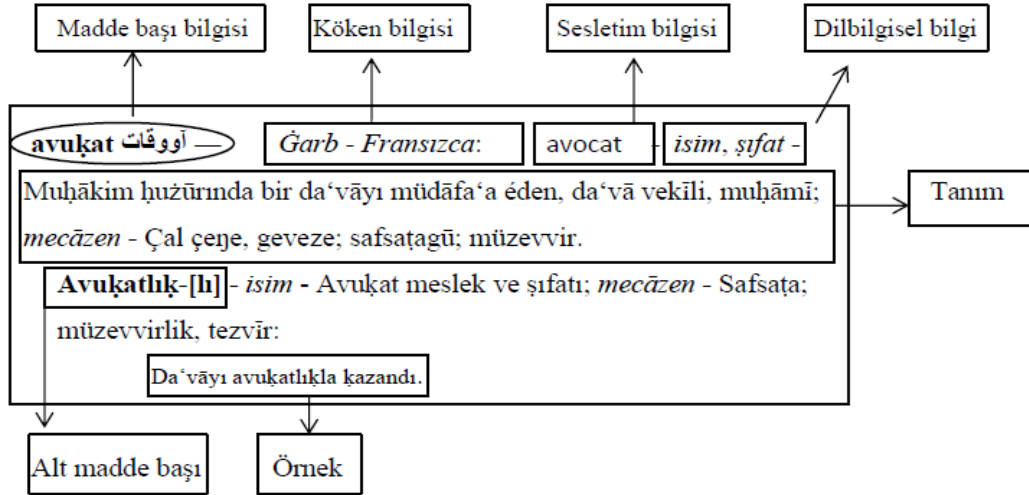 Madde başı bilgisi
Köken bilgisi
Sesletim bilgisi
Dilbilgisel bilgi
avuḳat آووقات — Ġarb - Fransızca: avocat - isim, ṣıfat -
Muḥākim ḥużūrında bir da‘vāyı müdāfa‘a éden, da‘vā vekīli, muḥāmī;
mecāzen - Çal çeŋe, geveze; safsaṭagū; müzevvir.
Tanım
Avuḳatlıḳ-[lı] - isim - Avuḳat meslek ve ṣıfatı; mecāzen - Safsaṭa;
müzevvirlik, tezvīr:
Da‘vāyı avuḳatlıḳla ḳazandı.
Alt madde başı
Örnek